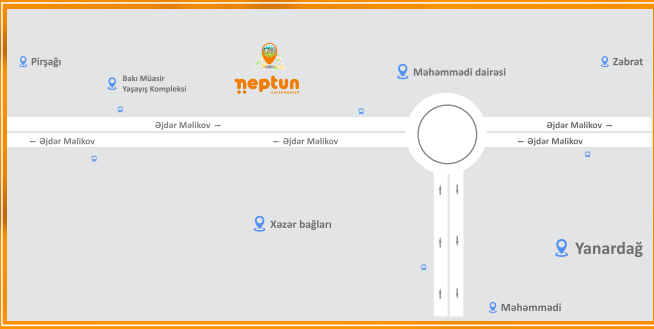 Pirşağı
Bakı Müasir
Yaşayış Kompleksi
neptun
SUPERMARKET
Məhəmmədi dairəsi
Zabrat
Əjdər Məlikov →
Əjdər Məlikov →
← Əjdər Məlikov
← Əjdər Məlikov
← Əjdər Məlikov
Xəzər bağları
Yanardağ
Məhəmmədi